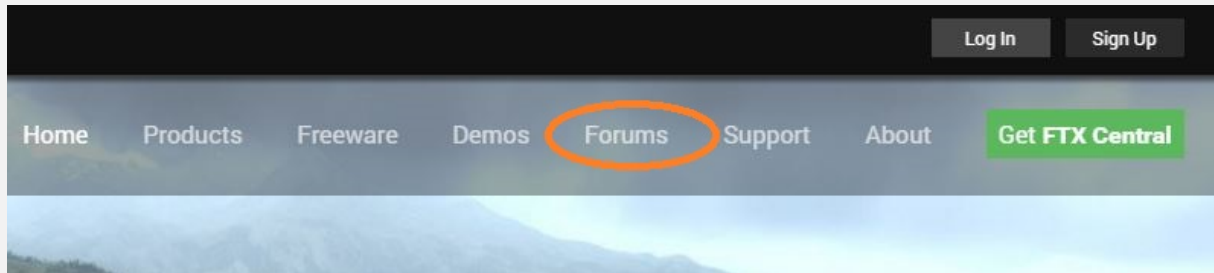 Log In Sign Up
Home Products Freeware Demos Forums Support About Get FTX Central